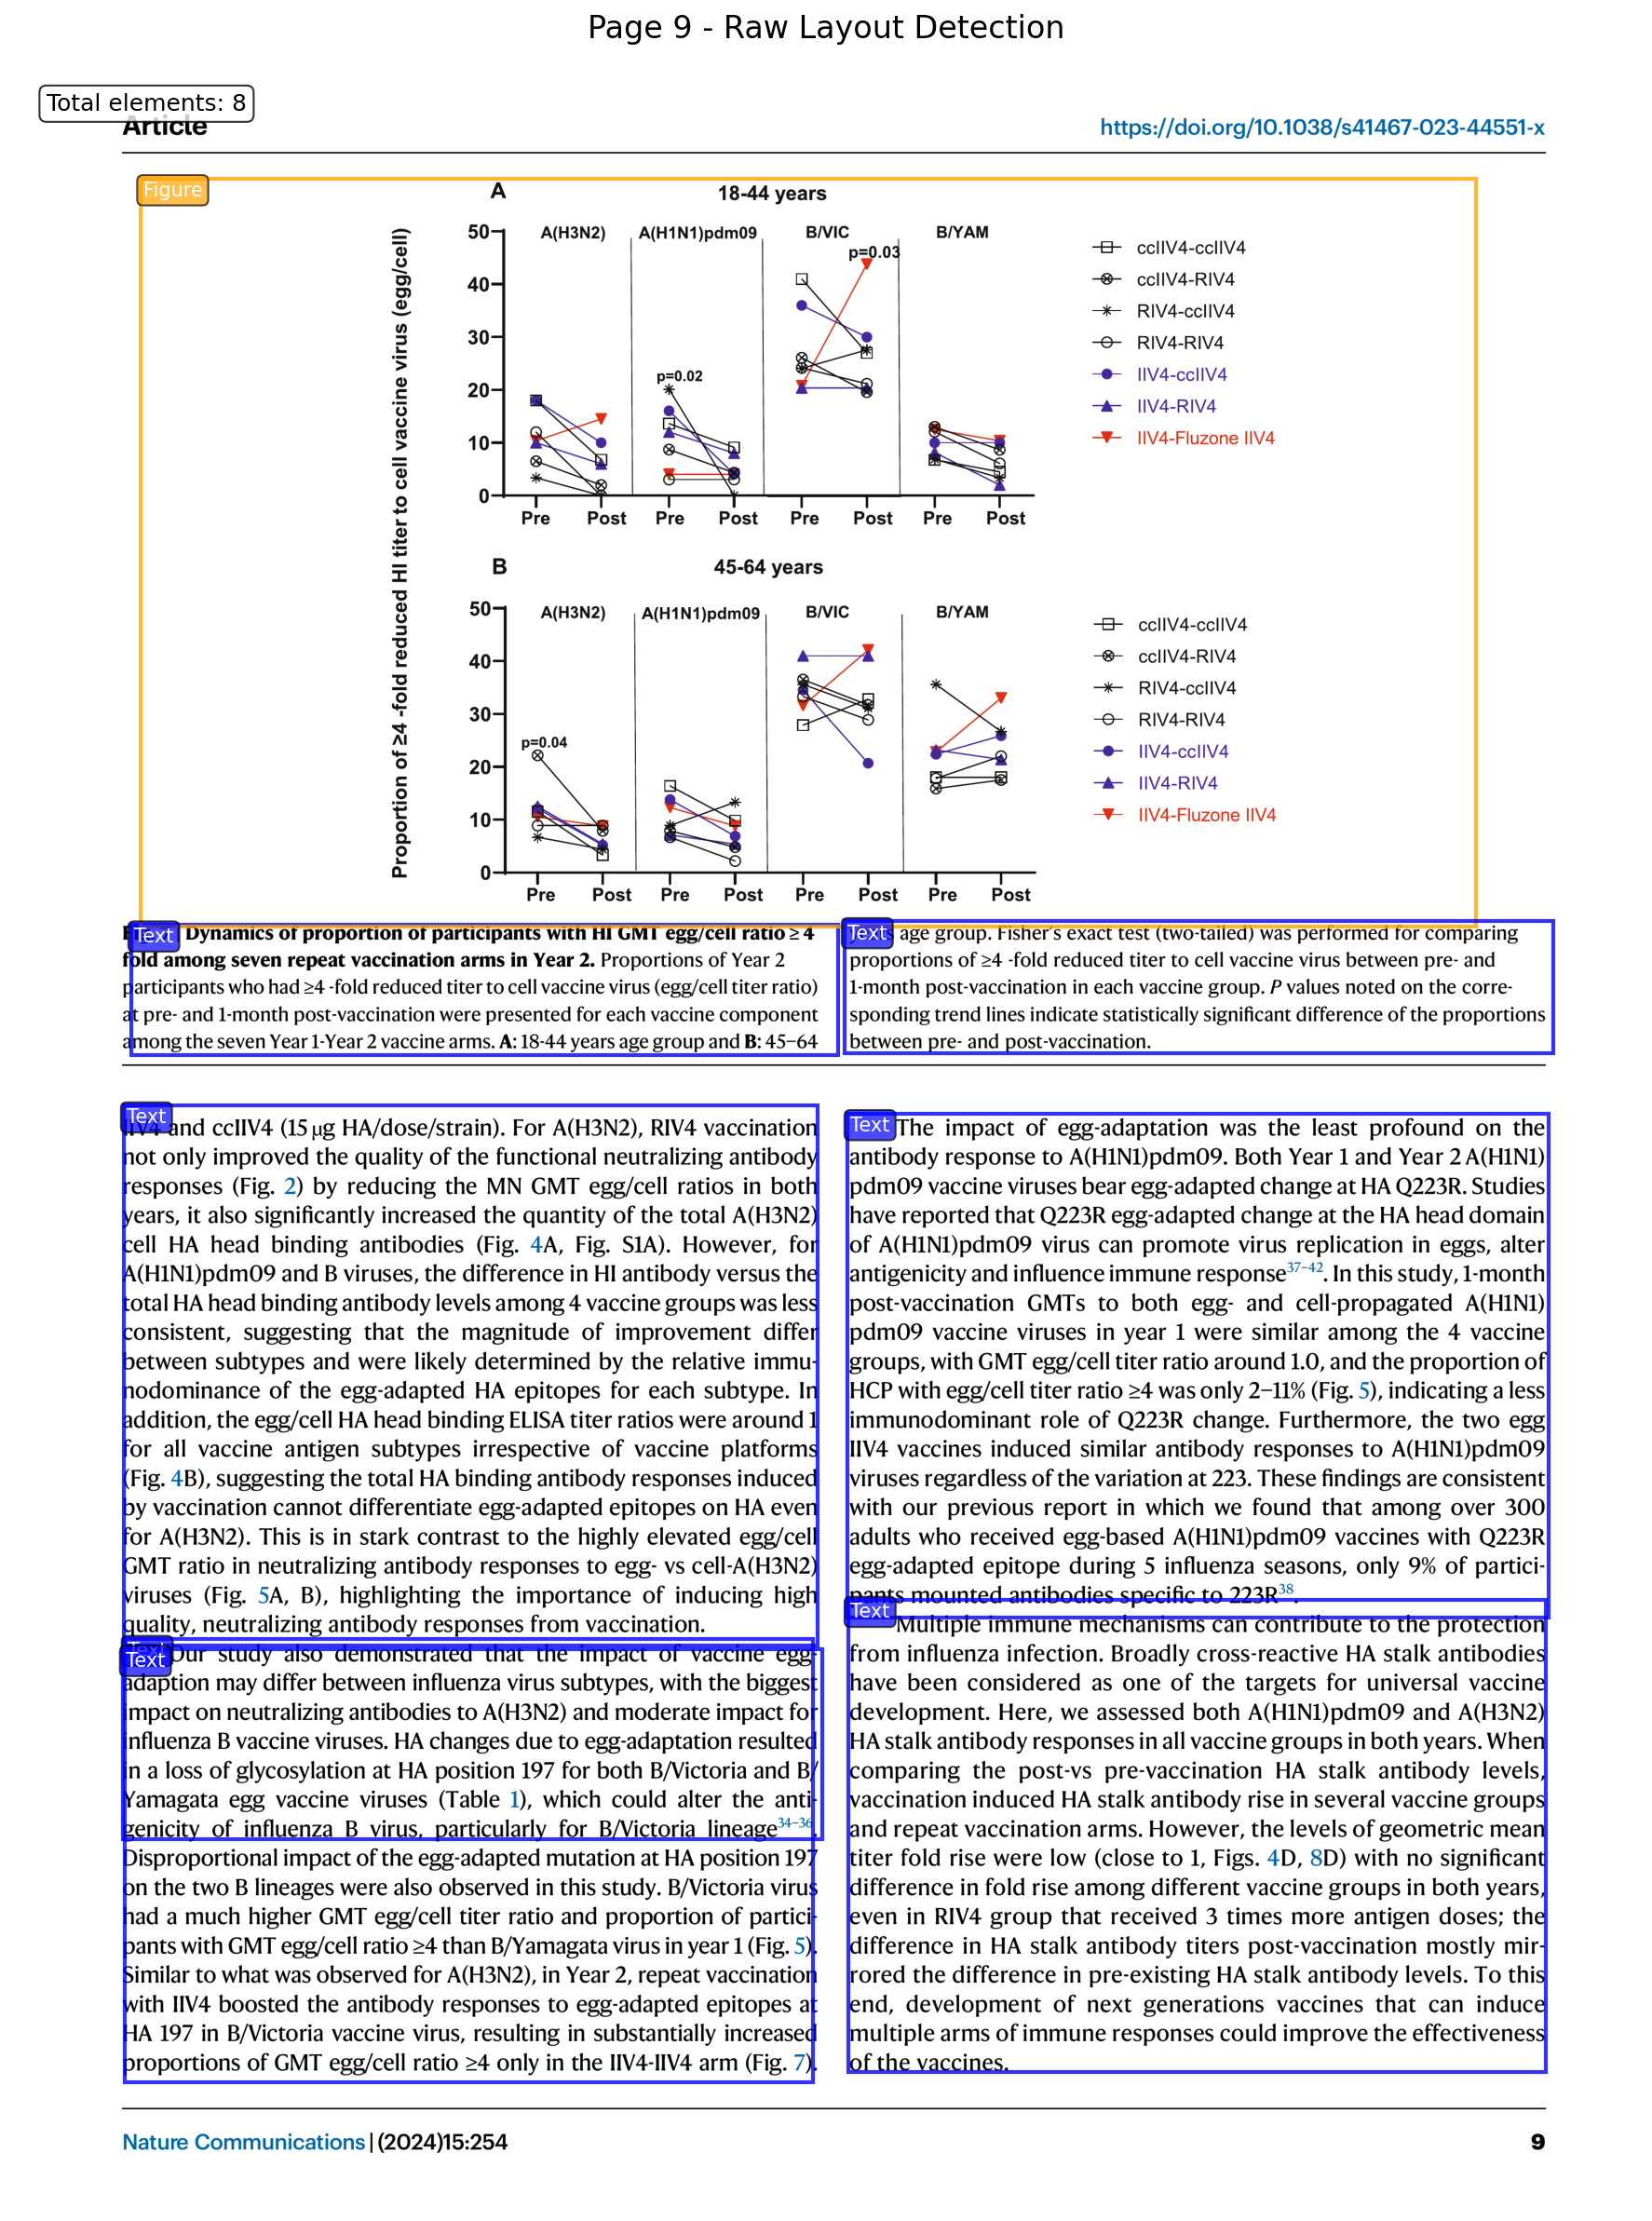 Page 9 - Raw Layout Detection
Total elements: 8
Article
https://doi.org/10.1038/s41467-023-44551-x
Figure
A
18-44 years
Proportion of ≥4 -fold reduced HI titer to cell vaccine virus (egg/cell)
A(H3N2) A(H1N1)pdm09 B/VIC B/YAM
50
40
30
20
10
0
p=0.02
p=0.03
Pre Post Pre Post Pre Post Pre Post
ccIIV4-ccIIV4
ccIIV4-RIV4
RIV4-ccIIV4
RIV4-RIV4
IIV4-ccIIV4
IIV4-RIV4
IIV4-Fluzone IIV4
B
45-64 years
A(H3N2) A(H1N1)pdm09 B/VIC B/YAM
50
40
30
20
10
0
p=0.04
Pre Post Pre Post Pre Post Pre Post
ccIIV4-ccIIV4
ccIIV4-RIV4
RIV4-ccIIV4
RIV4-RIV4
IIV4-ccIIV4
IIV4-RIV4
IIV4-Fluzone IIV4
Text
Dynamics of proportion of participants with HI GMT egg/cell ratio ≥ 4
fold among seven repeat vaccination arms in Year 2. Proportions of Year 2
participants who had ≥4 -fold reduced titer to cell vaccine virus (egg/cell titer ratio)
at pre- and 1-month post-vaccination were presented for each vaccine component
among the seven Year 1-Year 2 vaccine arms. A: 18-44 years age group and B: 45–64
Text
age group. Fisher's exact test (two-tailed) was performed for comparing
proportions of ≥4 -fold reduced titer to cell vaccine virus between pre- and
1-month post-vaccination in each vaccine group. P values noted on the corre-
sponding trend lines indicate statistically significant difference of the proportions
between pre- and post-vaccination.
Text
IIV4 and ccIIV4 (15 μg HA/dose/strain). For A(H3N2), RIV4 vaccination
not only improved the quality of the functional neutralizing antibody
responses (Fig. 2) by reducing the MN GMT egg/cell ratios in both
years, it also significantly increased the quantity of the total A(H3N2)
cell HA head binding antibodies (Fig. 4A, Fig. S1A). However, for
A(H1N1)pdm09 and B viruses, the difference in HI antibody versus the
total HA head binding antibody levels among 4 vaccine groups was less
consistent, suggesting that the magnitude of improvement differ
between subtypes and were likely determined by the relative immu-
nodominance of the egg-adapted HA epitopes for each subtype. In
addition, the egg/cell HA head binding ELISA titer ratios were around 1
for all vaccine antigen subtypes irrespective of vaccine platforms
(Fig. 4B), suggesting the total HA binding antibody responses induced
by vaccination cannot differentiate egg-adapted epitopes on HA even
for A(H3N2). This is in stark contrast to the highly elevated egg/cell
GMT ratio in neutralizing antibody responses to egg- vs cell-A(H3N2)
viruses (Fig. 5A, B), highlighting the importance of inducing high
quality, neutralizing antibody responses from vaccination.
Text
Text
Our study also demonstrated that the impact of vaccine egg-
adaption may differ between influenza virus subtypes, with the biggest
impact on neutralizing antibodies to A(H3N2) and moderate impact for
influenza B vaccine viruses. HA changes due to egg-adaptation resulted
in a loss of glycosylation at HA position 197 for both B/Victoria and B/
Yamagata egg vaccine viruses (Table 1), which could alter the anti-
genicity of influenza B virus, particularly for B/Victoria lineage34–36.
Disproportional impact of the egg-adapted mutation at HA position 197
on the two B lineages were also observed in this study. B/Victoria virus
had a much higher GMT egg/cell titer ratio and proportion of partici-
pants with GMT egg/cell ratio ≥4 than B/Yamagata virus in year 1 (Fig. 5).
Similar to what was observed for A(H3N2), in Year 2, repeat vaccination
with IIV4 boosted the antibody responses to egg-adapted epitopes at
HA 197 in B/Victoria vaccine virus, resulting in substantially increased
proportions of GMT egg/cell ratio ≥4 only in the IIV4-IIV4 arm (Fig. 7).
Text
The impact of egg-adaptation was the least profound on the
antibody response to A(H1N1)pdm09. Both Year 1 and Year 2 A(H1N1)
pdm09 vaccine viruses bear egg-adapted change at HA Q223R. Studies
have reported that Q223R egg-adapted change at the HA head domain
of A(H1N1)pdm09 virus can promote virus replication in eggs, alter
antigenicity and influence immune response37–42. In this study, 1-month
post-vaccination GMTs to both egg- and cell-propagated A(H1N1)
pdm09 vaccine viruses in year 1 were similar among the 4 vaccine
groups, with GMT egg/cell titer ratio around 1.0, and the proportion of
HCP with egg/cell titer ratio ≥4 was only 2–11% (Fig. 5), indicating a less
immunodominant role of Q223R change. Furthermore, the two egg
IIV4 vaccines induced similar antibody responses to A(H1N1)pdm09
viruses regardless of the variation at 223. These findings are consistent
with our previous report in which we found that among over 300
adults who received egg-based A(H1N1)pdm09 vaccines with Q223R
egg-adapted epitope during 5 influenza seasons, only 9% of partici-
pants mounted antibodies specific to 223R38.
Text
Multiple immune mechanisms can contribute to the protection
from influenza infection. Broadly cross-reactive HA stalk antibodies
have been considered as one of the targets for universal vaccine
development. Here, we assessed both A(H1N1)pdm09 and A(H3N2)
HA stalk antibody responses in all vaccine groups in both years. When
comparing the post-vs pre-vaccination HA stalk antibody levels,
vaccination induced HA stalk antibody rise in several vaccine groups
and repeat vaccination arms. However, the levels of geometric mean
titer fold rise were low (close to 1, Figs. 4D, 8D) with no significant
difference in fold rise among different vaccine groups in both years,
even in RIV4 group that received 3 times more antigen doses; the
difference in HA stalk antibody titers post-vaccination mostly mir-
rored the difference in pre-existing HA stalk antibody levels. To this
end, development of next generations vaccines that can induce
multiple arms of immune responses could improve the effectiveness
of the vaccines.
Nature Communications | (2024)15:254
9